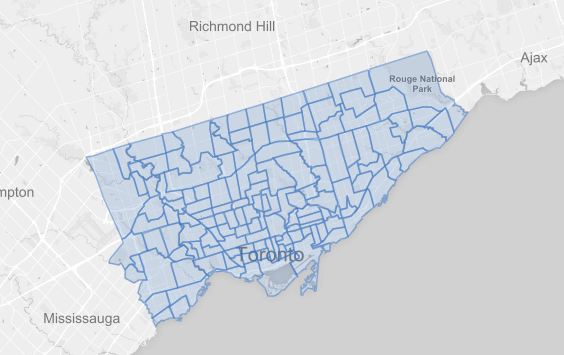 Richmond Hill
Ajax
Rouge National
Park
mpton
Toronto
Mississauga